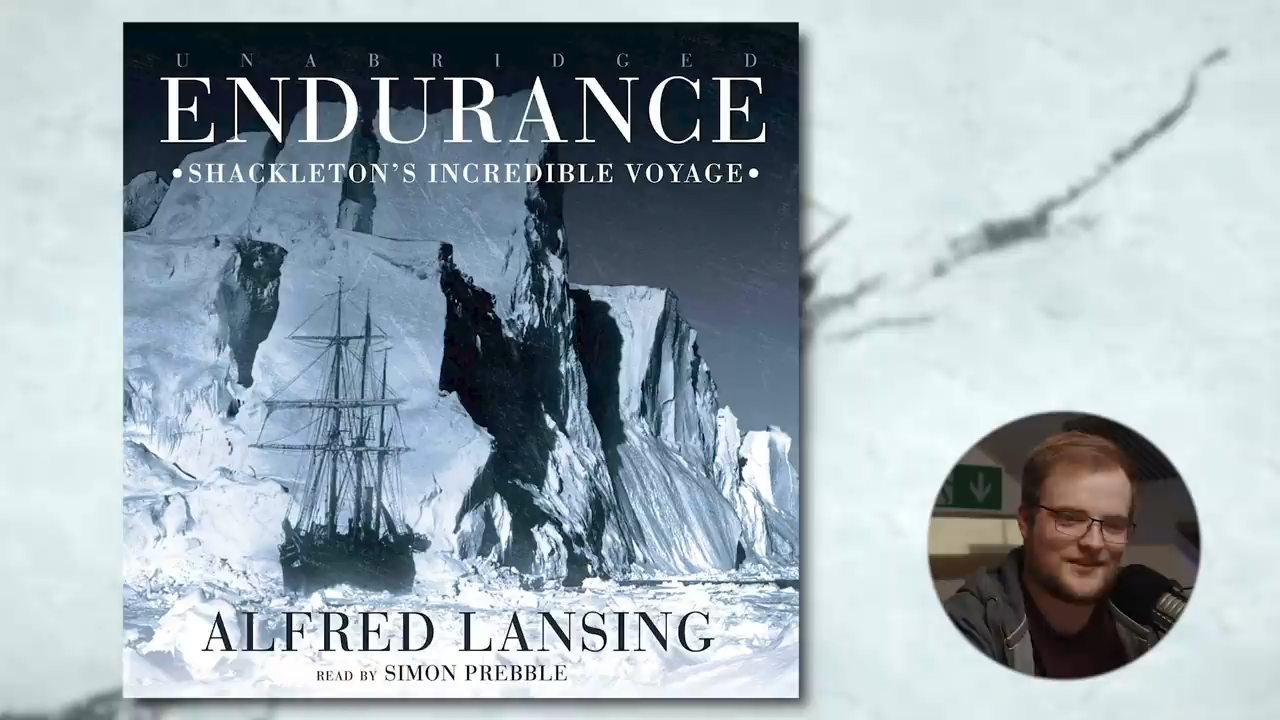 UNABRIDGED
ENDURANCE
•SHACKLETON'S INCREDIBLE VOYAGE•
ALFRED LANSING
READ BY SIMON PREBBLE